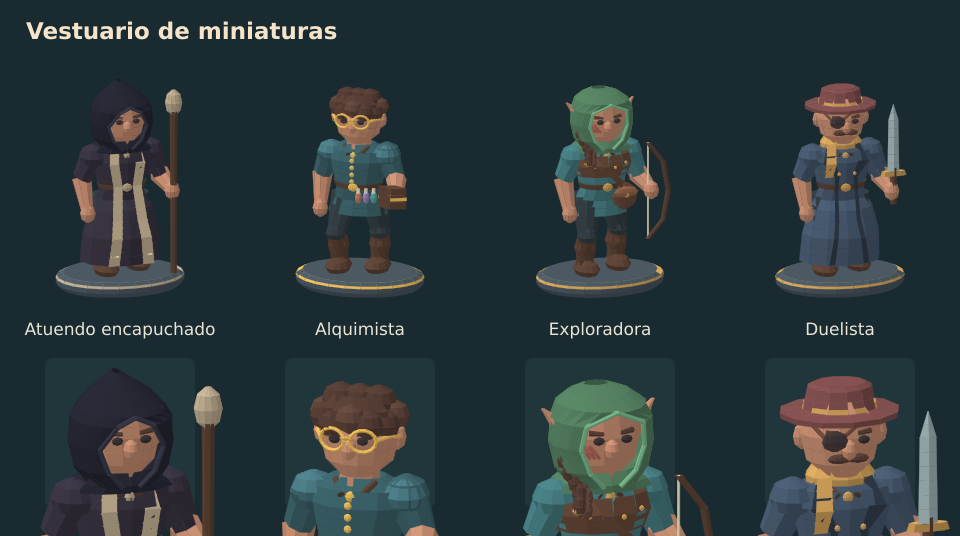 Vestuario de miniaturas
Atuendo encapuchado
Alquimista
Exploradora
Duelista